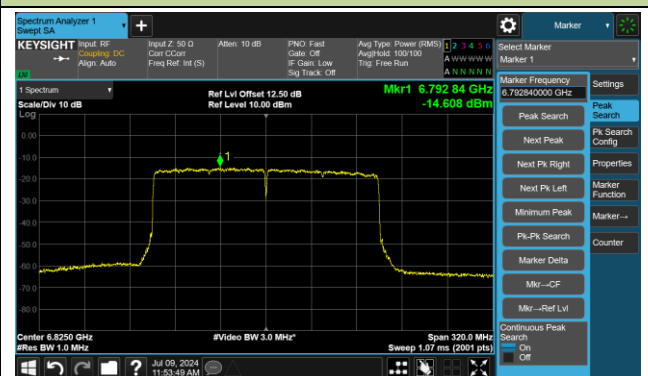 Spectrum Analyzer 1
Swept SA
+
Marker
KEYSIGHT Input: RF
Coupling: DC
Align: Auto
Input Z: 50 Ω
Corr CCorr
Freq Ref: Int (S)
Atten: 10 dB
PNO: Fast
Gate: Off
IF Gain: Low
Sig Track: Off
Avg Type: Power (RMS)
Avg|Hold: 100/100
Trig: Free Run
1 2 3 4 5 6
A W W W W W
A N N N N N
LXI
Select Marker
Marker 1
1 Spectrum
Scale/Div 10 dB
Log
Ref Lvl Offset 12.50 dB
Ref Level 10.00 dBm
Mkr1 6.792 84 GHz
-14.608 dBm
0.00
-10.0
-20.0
-30.0
-40.0
-50.0
-60.0
-70.0
-80.0
1
Center 6.8250 GHz
#Res BW 1.0 MHz
#Video BW 3.0 MHz*
Span 320.0 MHz
Sweep 1.07 ms (2001 pts)
Marker Frequency
6.792840000 GHz
Peak Search
Next Peak
Next Pk Right
Next Pk Left
Minimum Peak
Pk-Pk Search
Marker Delta
Mkr→CF
Mkr→Ref Lvl
Continuous Peak
Search
On
Off
Settings
Peak
Search
Pk Search
Config
Properties
Marker
Function
Marker→
Counter
?
Jul 09, 2024
11:53:49 AM